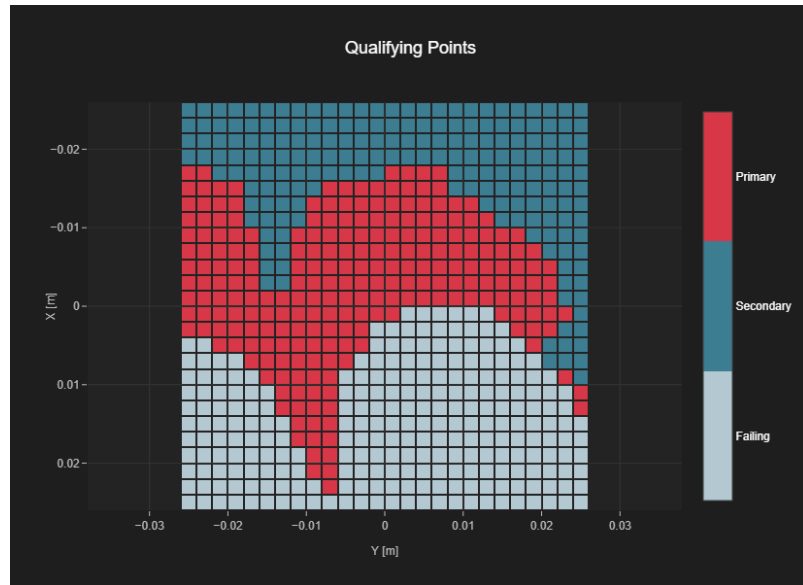 Qualifying Points
−0.02
−0.01
0
0.01
0.02
X [m]
−0.03
−0.02
−0.01
0
0.01
0.02
0.03
Y [m]
Primary
Secondary
Failing